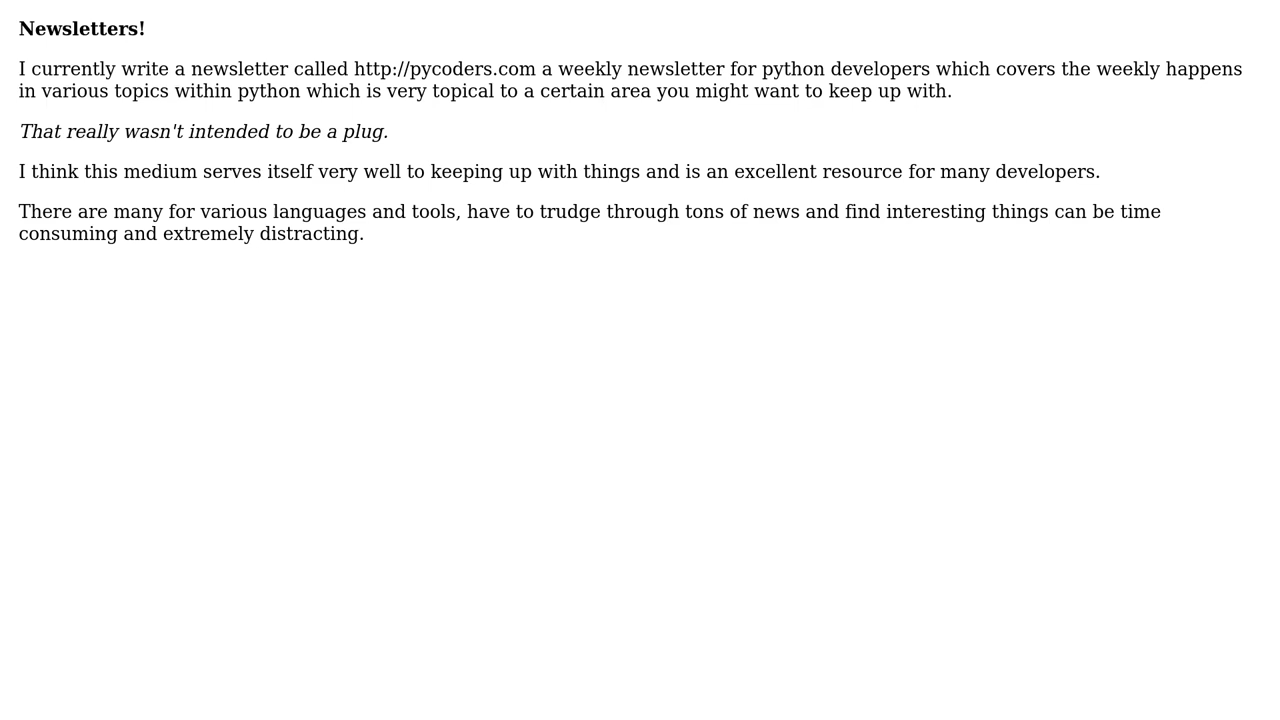 Newsletters!
I currently write a newsletter called http://pycoders.com a weekly newsletter for python developers which covers the weekly happens
in various topics within python which is very topical to a certain area you might want to keep up with.
That really wasn't intended to be a plug.
I think this medium serves itself very well to keeping up with things and is an excellent resource for many developers.
There are many for various languages and tools, have to trudge through tons of news and find interesting things can be time
consuming and extremely distracting.